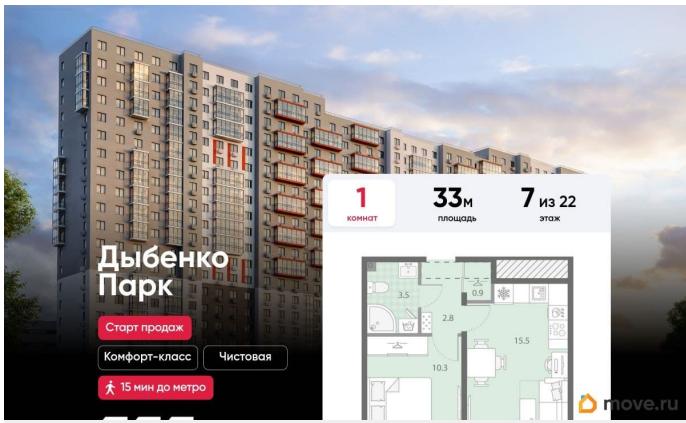 1
комнат
33м
площадь
7 из 22
этаж
Дыбенко
Парк
Старт продаж
Комфорт-класс
Чистовая
15 мин до метро
3.5
0.9
2.8
15.5
10.3
move.ru